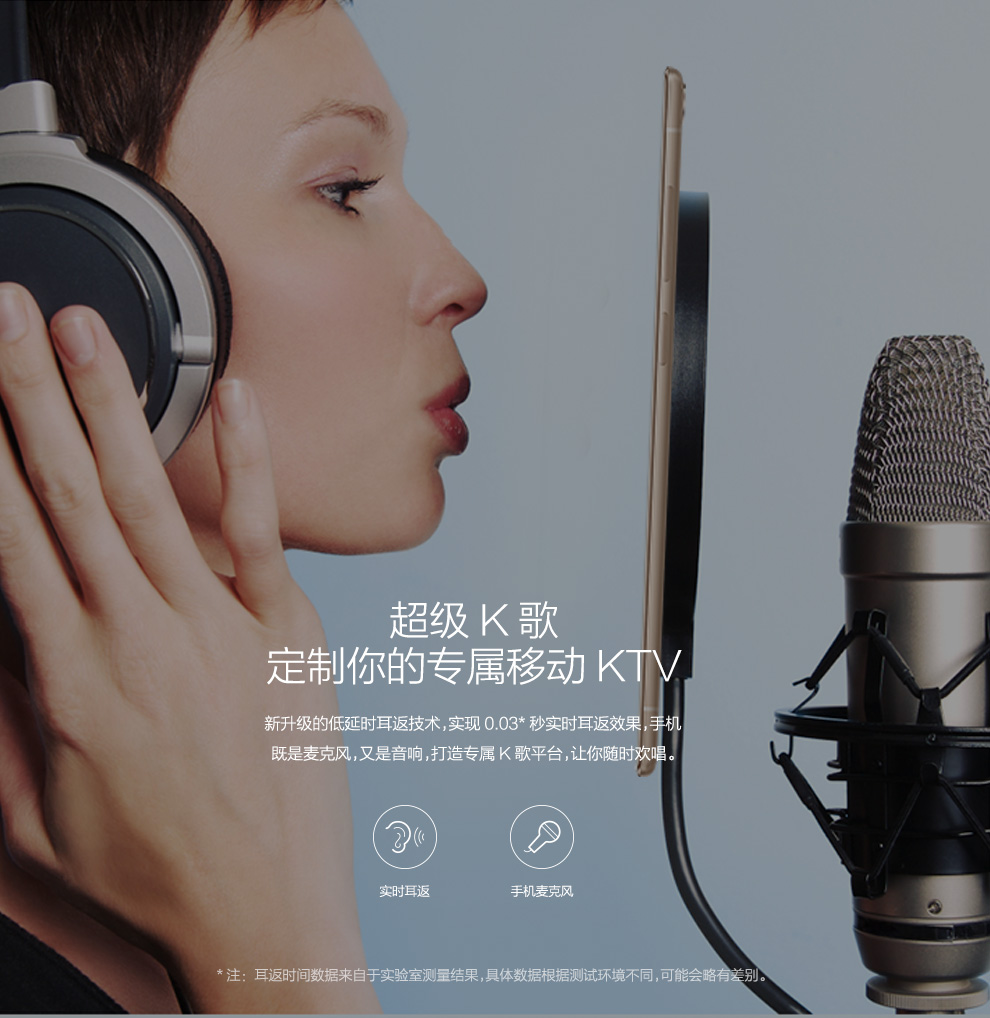 超级 K 歌
定制你的专属移动 KTV
新升级的低延时耳返技术,实现 0.03* 秒实时耳返效果,手机
既是麦克风,又是音响,打造专属 K 歌平台,让你随时欢唱。
实时耳返
手机麦克风
* 注：耳返时间数据来自于实验室测量结果,具体数据根据测试环境不同,可能会略有差别。